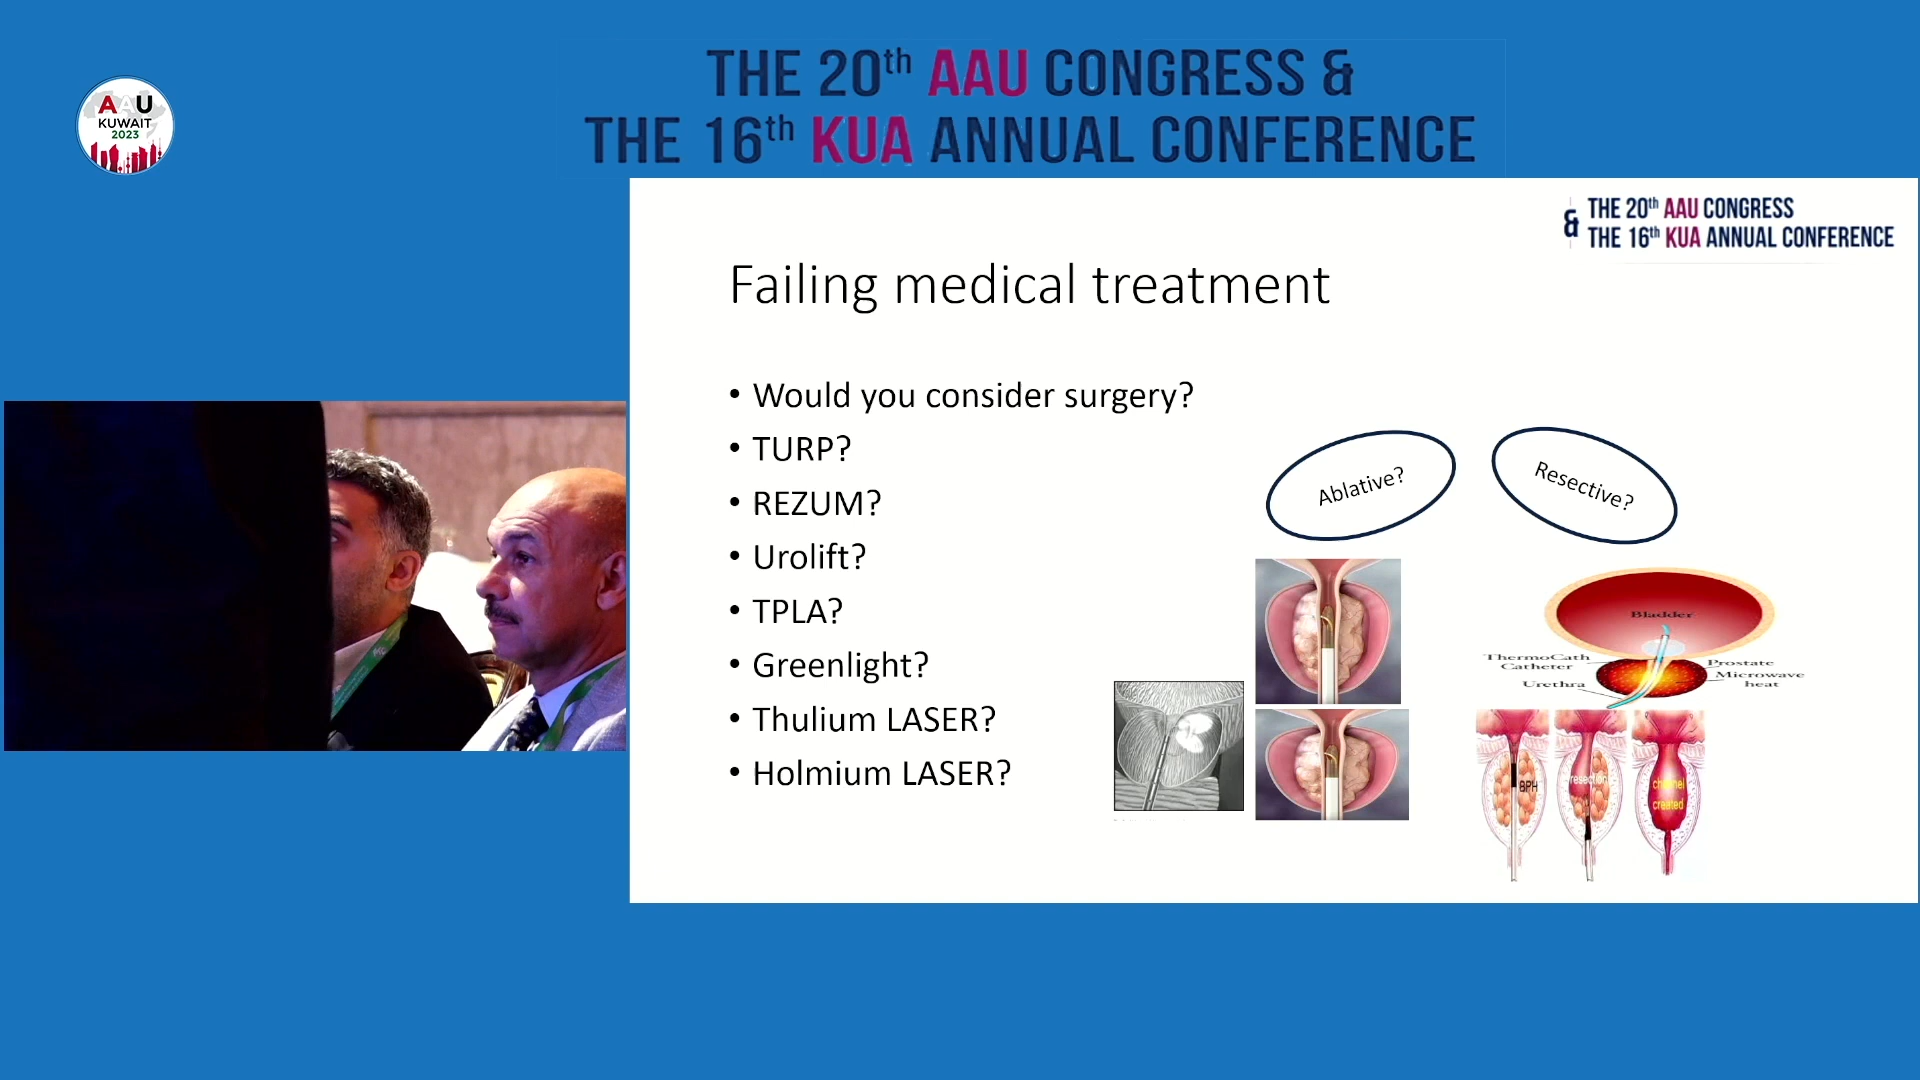 THE 20th AAU CONGRESS &
THE 16th KUA ANNUAL CONFERENCE
AAU
KUWAIT
2023
& THE 20th AAU CONGRESS
THE 16th KUA ANNUAL CONFERENCE
Failing medical treatment
• Would you consider surgery?
• TURP?
• REZUM?
• Urolift?
• TPLA?
• Greenlight?
• Thulium LASER?
• Holmium LASER?
Ablative?
Resective?
Bladder
ThermoCath
Catheter
Urethra
Prostate
Microwave
heat
BPH
resection
channel
created